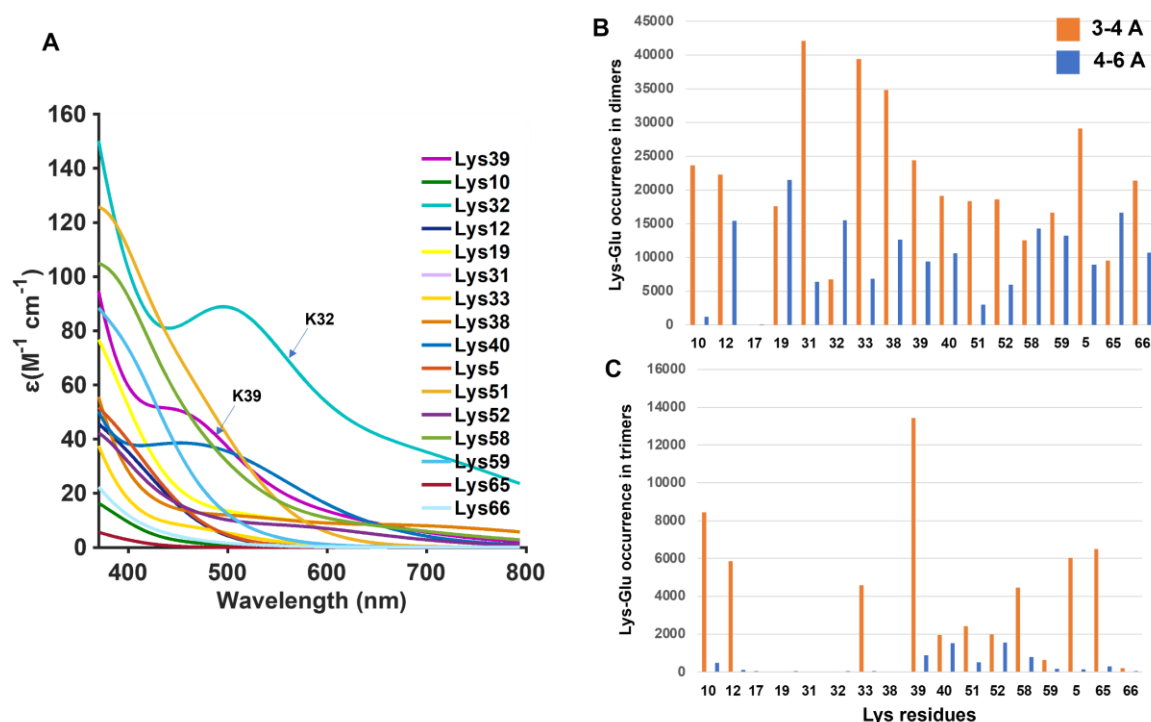 A
ε(M⁻¹ cm⁻¹)
160
140
120
100
80
60
40
20
0
400 500 600 700 800
Wavelength (nm)
K32
K39
Lys39
Lys10
Lys32
Lys12
Lys19
Lys31
Lys33
Lys38
Lys40
Lys5
Lys51
Lys52
Lys58
Lys59
Lys65
Lys66
B
3-4 A
4-6 A
Lys-Glu occurrence in dimers
45000
40000
35000
30000
25000
20000
15000
10000
5000
0
10 12 17 19 31 32 33 38 39 40 51 52 58 59 5 65 66
C
Lys-Glu occurrence in trimers
16000
14000
12000
10000
8000
6000
4000
2000
0
10 12 17 19 31 32 33 38 39 40 51 52 58 59 5 65 66
Lys residues